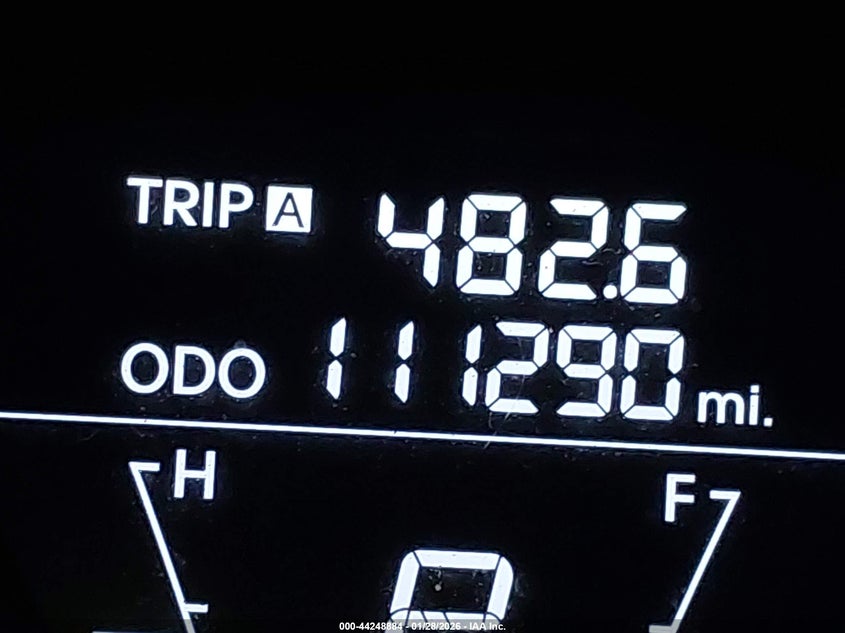 TRIP A 482.6
ODO 111290 mi.
H F
000-44248884 - 01/28/2026 - IAA Inc.